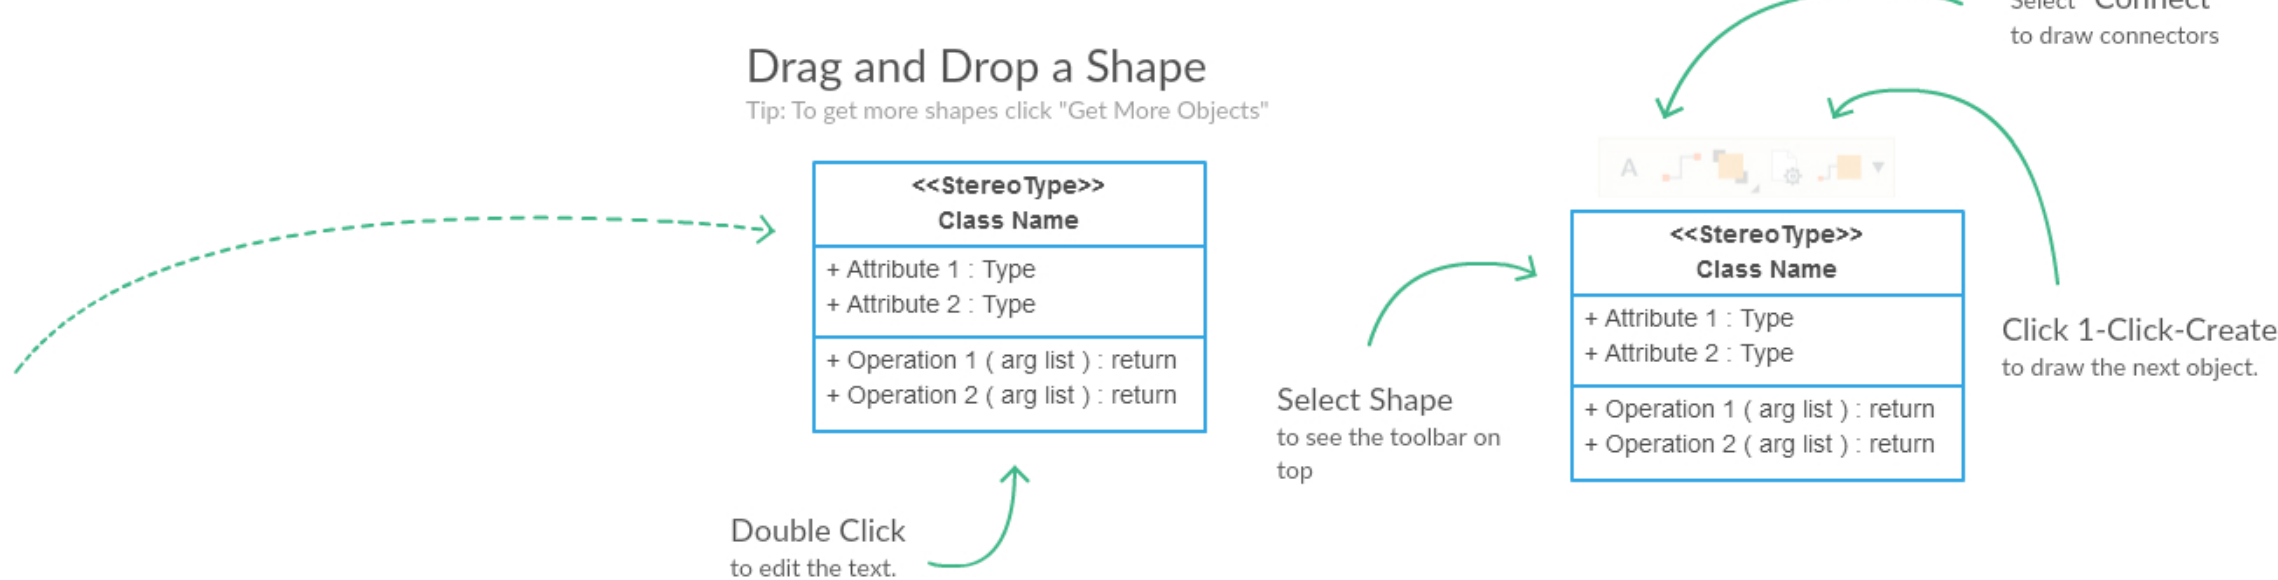 Drag and Drop a Shape
Tip: To get more shapes click "Get More Objects"
<<StereoType>>
Class Name
+ Attribute 1 : Type
+ Attribute 2 : Type
+ Operation 1 ( arg list ) : return
+ Operation 2 ( arg list ) : return
Double Click
to edit the text.
Select Shape
to see the toolbar on
top
Select "Connect"
to draw connectors
A
<<StereoType>>
Class Name
+ Attribute 1 : Type
+ Attribute 2 : Type
+ Operation 1 ( arg list ) : return
+ Operation 2 ( arg list ) : return
Click 1-Click-Create
to draw the next object.